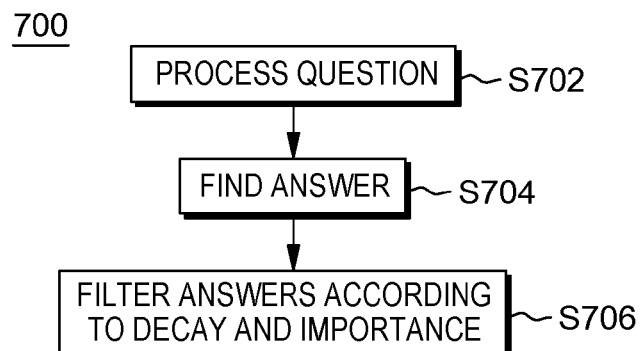 700
PROCESS QUESTION
S702
FIND ANSWER
S704
FILTER ANSWERS ACCORDING
TO DECAY AND IMPORTANCE
S706